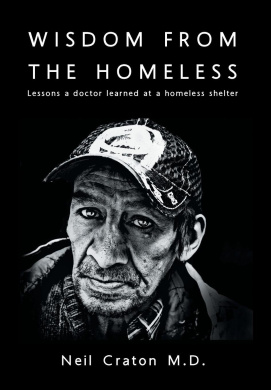 WISDOM FROM
THE HOMELESS
Lessons a doctor learned at a homeless shelter
Neil Craton M.D.